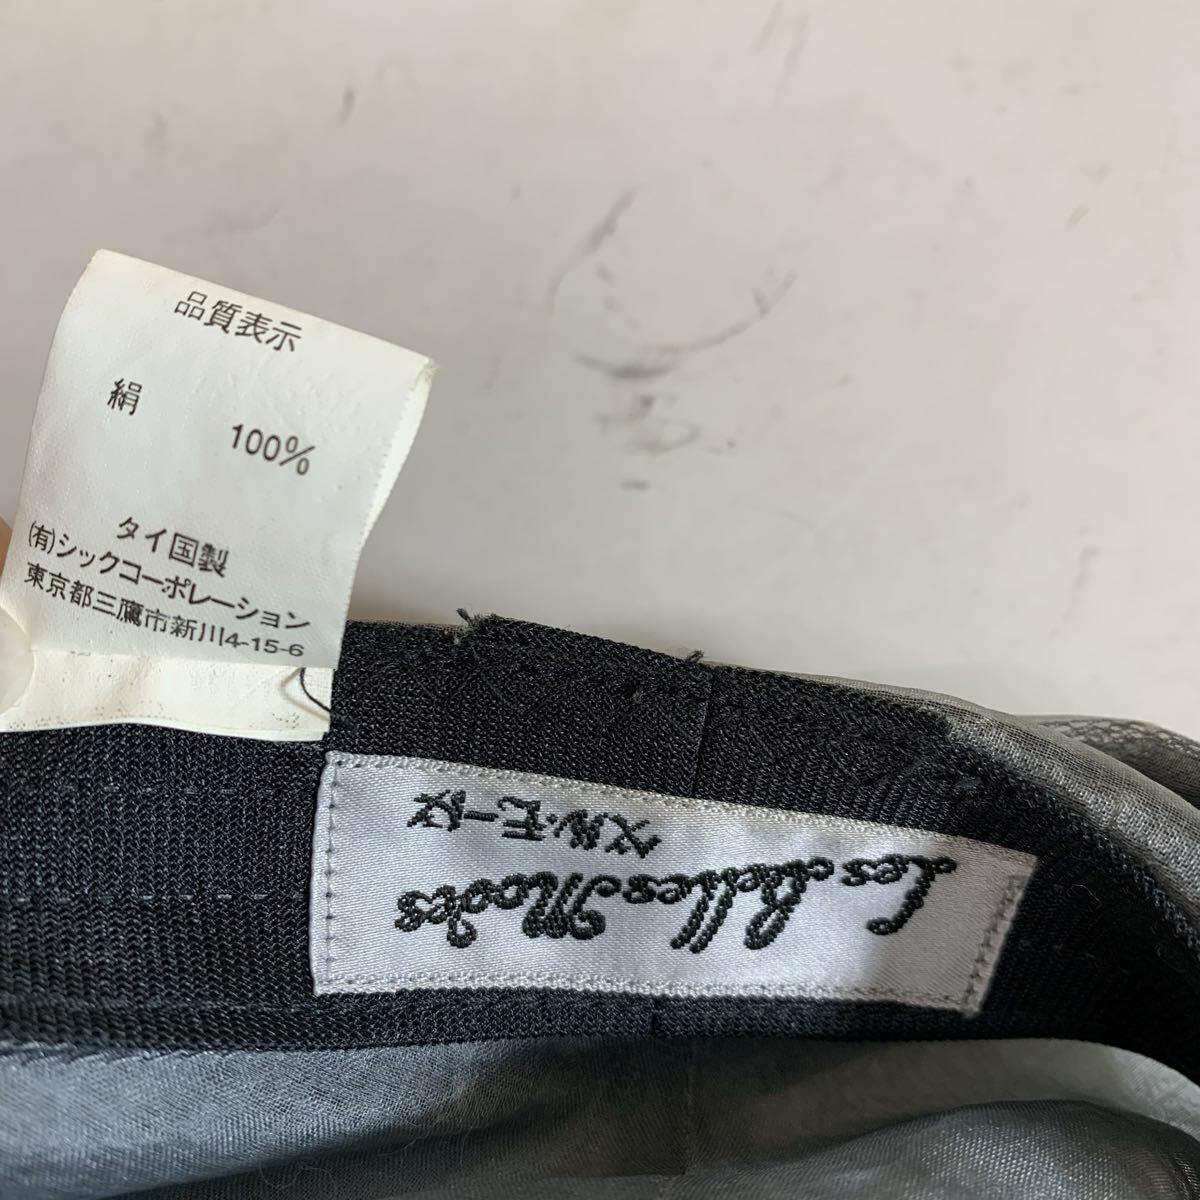 品質表示
絹
100%
タイ国製
(有)シックコーポレーション
東京都三鷹市新川4-15-6
Les Belles Modes
ベル・モード